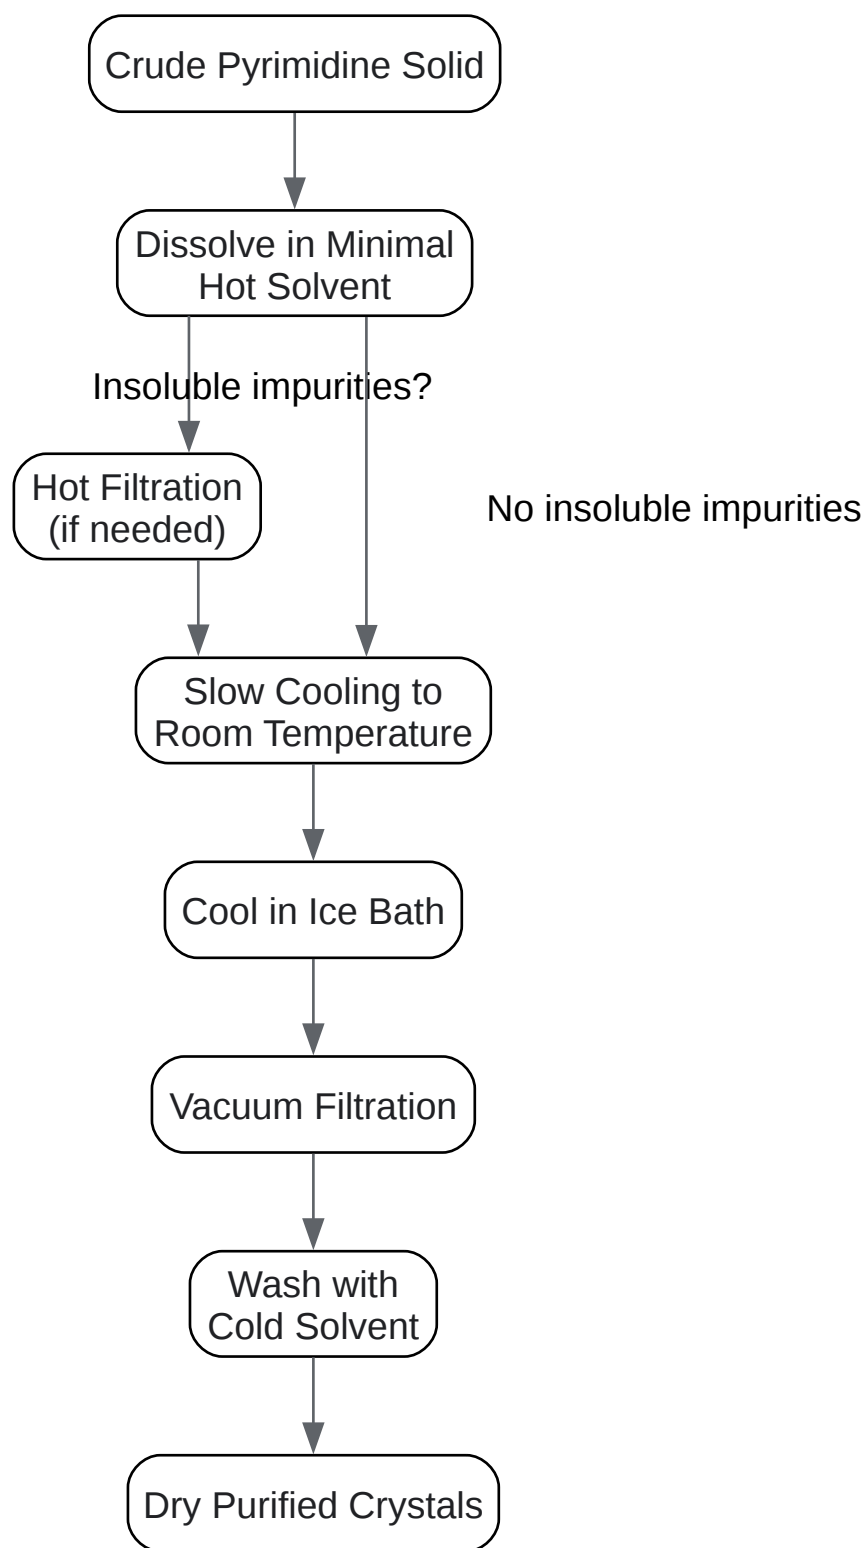 Crude Pyrimidine Solid
Dissolve in Minimal
Hot Solvent
Insoluble impurities?
Hot Filtration
(if needed)
No insoluble impurities
Slow Cooling to
Room Temperature
Cool in Ice Bath
Vacuum Filtration
Wash with
Cold Solvent
Dry Purified Crystals